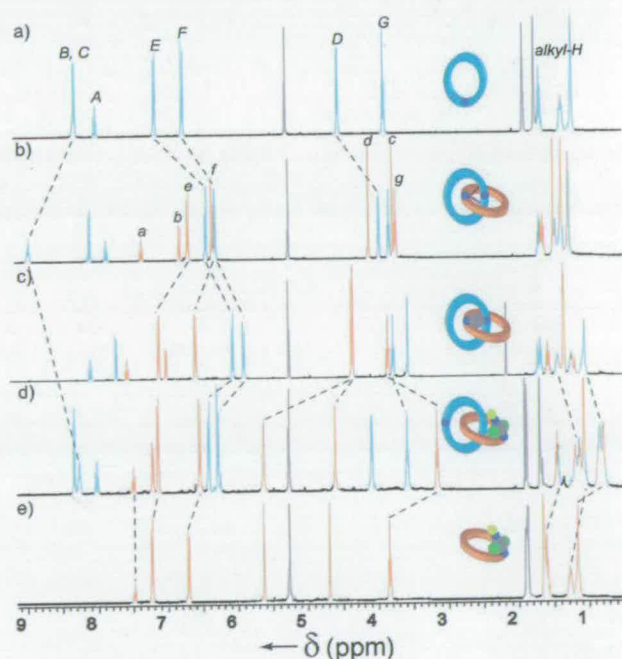 a)
B, C
A
E
F
D
G
alkyl-H
b)
a
b
e
f
d
c
g
c)
d)
e)
9 8 7 6 5 4 3 2 1
← δ (ppm)